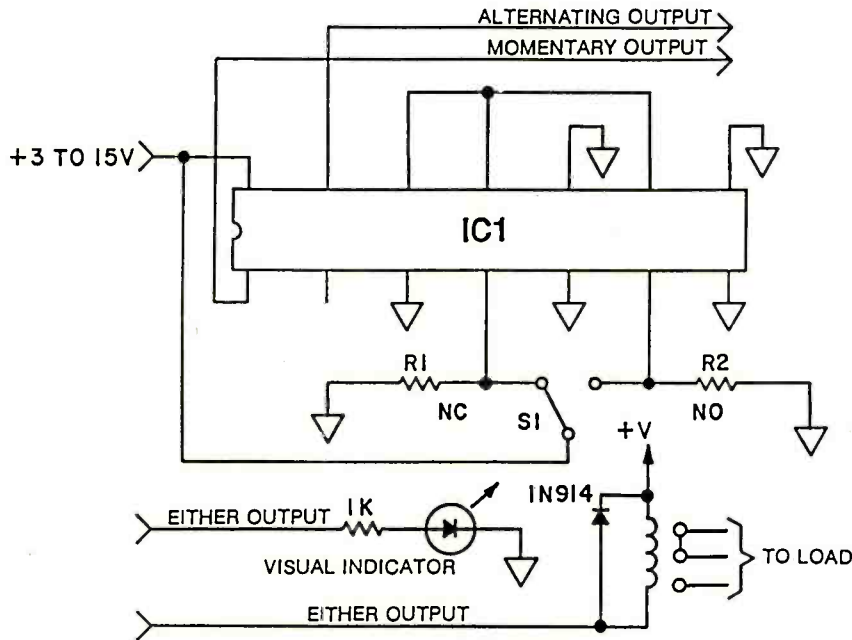 ALTERNATING OUTPUT
MOMENTARY OUTPUT
+3 TO 15V
IC1
R1
R2
NC
S1
NO
+V
1N914
1K
EITHER OUTPUT
VISUAL INDICATOR
TO LOAD
EITHER OUTPUT